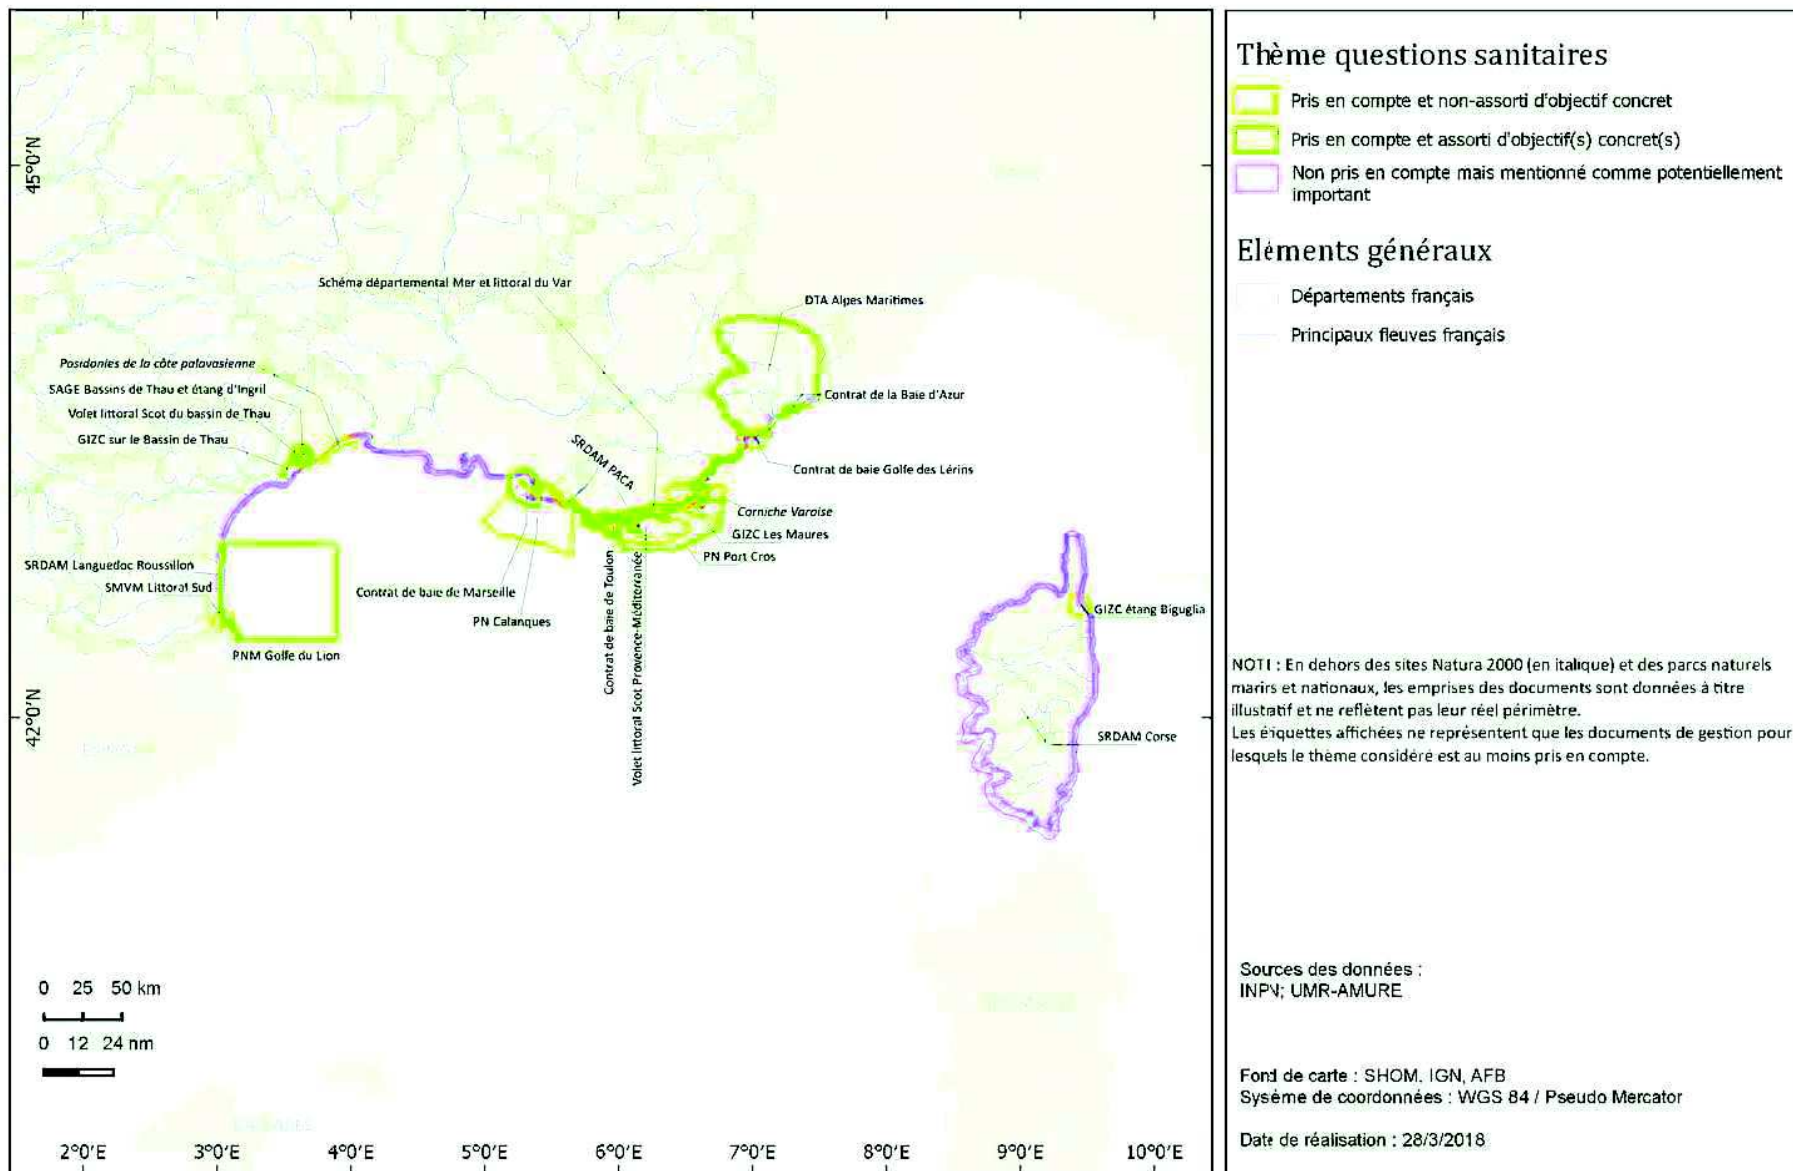 Thème questions sanitaires
Pris en compte et non-assorti d'objectif concret
Pris en compte et assorti d'objectif(s) concret(s)
Non pris en compte mais mentionné comme potentiellement
important
Eléments généraux
Départements français
Principaux fleuves français
45°0'N
42°0'N
Schéma départemental Mer et littoral du Var
DTA Alpes Maritimes
Posidonies de la côte palavasienne
SAGE Bassins de Thau et étang d'Ingril
Volet littoral Scot du bassin de Thau
GIZC sur le Bassin de Thau
Contrat de la Baie d'Azur
SRDAM PACA
Contrat de baie Golfe des Lérins
Corniche Varoise
GIZC Les Maures
PN Port Cros
SRDAM Languedoc Roussillon
SMVM Littoral Sud
Contrat de baie de Marseille
PN Calanques
Contrat de baie de Toulon
Volet littoral Scot Provence-Méditerranée
PNM Golfe du Lion
GIZC étang Biguglia
SRDAM Corse
NOTE : En dehors des sites Natura 2000 (en italique) et des parcs naturels
marins et nationaux, les emprises des documents sont données à titre
illustratif et ne reflètent pas leur réel périmètre.
Les étiquettes affichées ne représentent que les documents de gestion pour
lesquels le thème considéré est au moins pris en compte.
Sources des données :
INPN; UMR-AMURE
Fond de carte : SHOM, IGN, AFB
Sysème de coordonnées : WGS 84 / Pseudo Mercator
Date de réalisation : 28/3/2018
0 25 50 km
0 12 24 nm
2°0'E 3°0'E 4°0'E 5°0'E 6°0'E 7°0'E 8°0'E 9°0'E 10°0'E